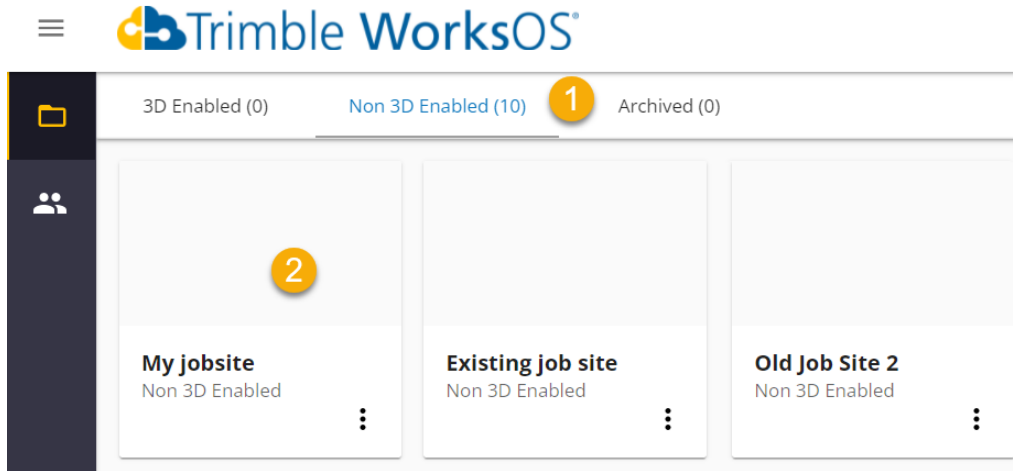 Trimble WorksOS®
3D Enabled (0) Non 3D Enabled (10) 1 Archived (0)
2
My jobsite
Non 3D Enabled
Existing job site
Non 3D Enabled
Old Job Site 2
Non 3D Enabled